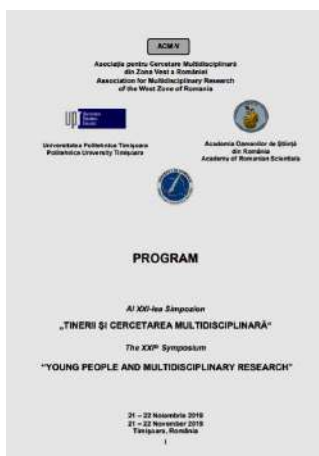 ACM-V
Asociația pentru Cercetare Multidisciplinară
din Zona Vest a României
Association for Multidisciplinary Research
of the West Zone of Romania
Universitatea Politehnica Timișoara
Politehnica University Timișoara
Academia Oamenilor de Știință
din România
Academy of Romanian Scientists
PROGRAM
Al XXI-lea Simpozion
„TINERII ȘI CERCETAREA MULTIDISCIPLINARĂ“
The XXIst Symposium
“YOUNG PEOPLE AND MULTIDISCIPLINARY RESEARCH”
21 – 22 Noiembrie 2019
21 – 22 November 2019
Timișoara, România
1